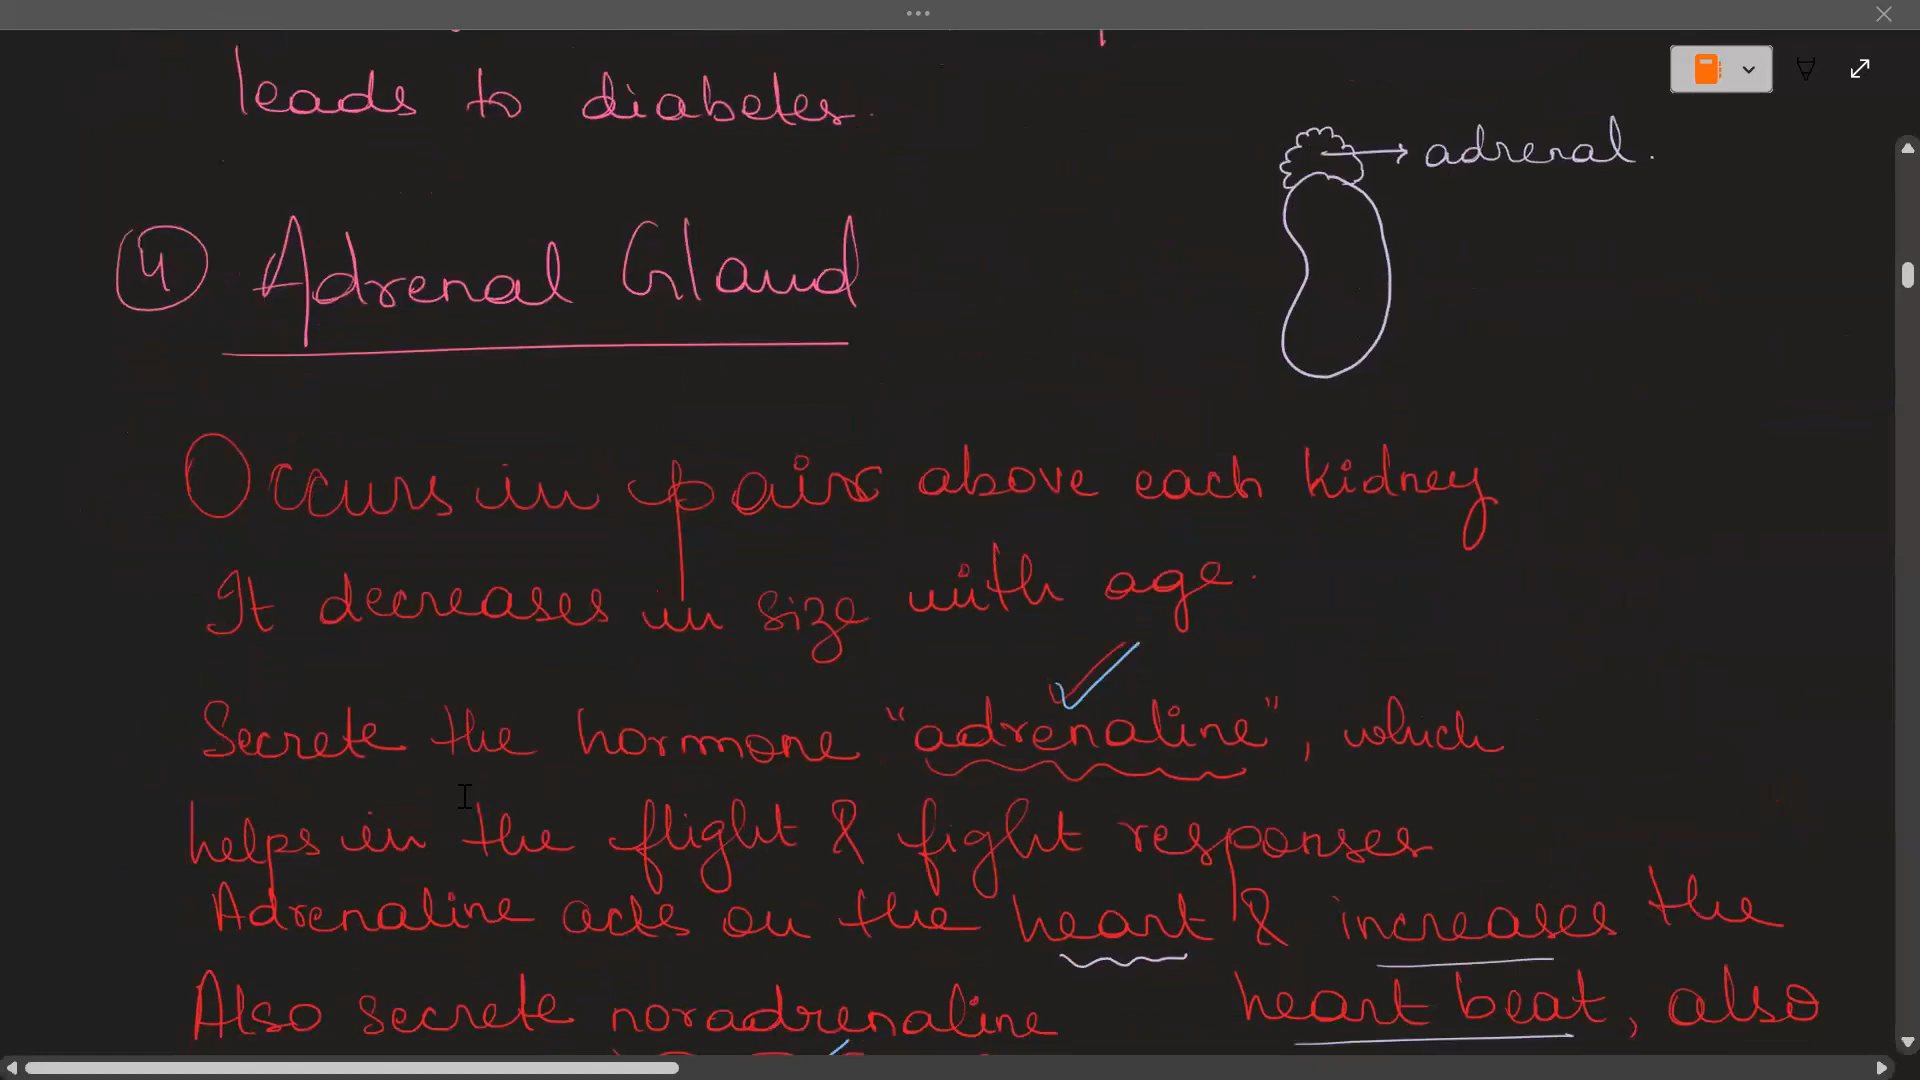 leads to diabetes.
adrenal.
④ Adrenal Gland
Occurs in pairs above each kidney
It decreases in size with age.
Secrete the hormone "adrenaline", which
helps in the flight & fight responses
Adrenaline acts on the heart & increases the
heart beat, also
Also secrete noradrenaline